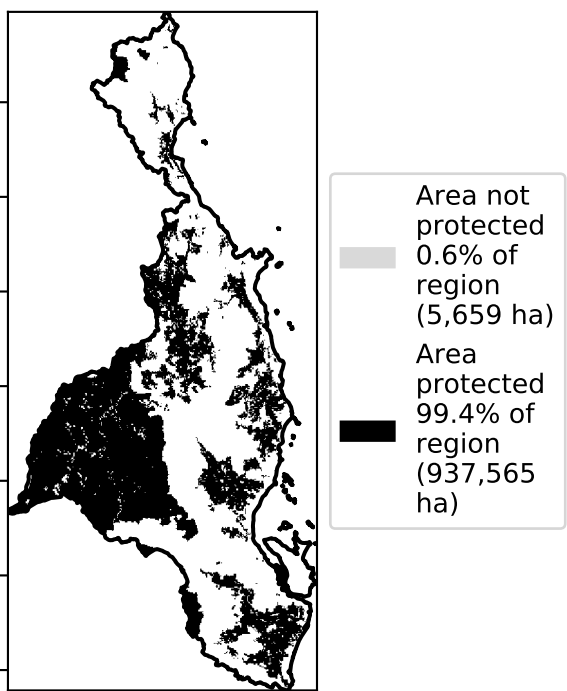 Area not
protected
0.6% of
region
(5,659 ha)
Area
protected
99.4% of
region
(937,565
ha)